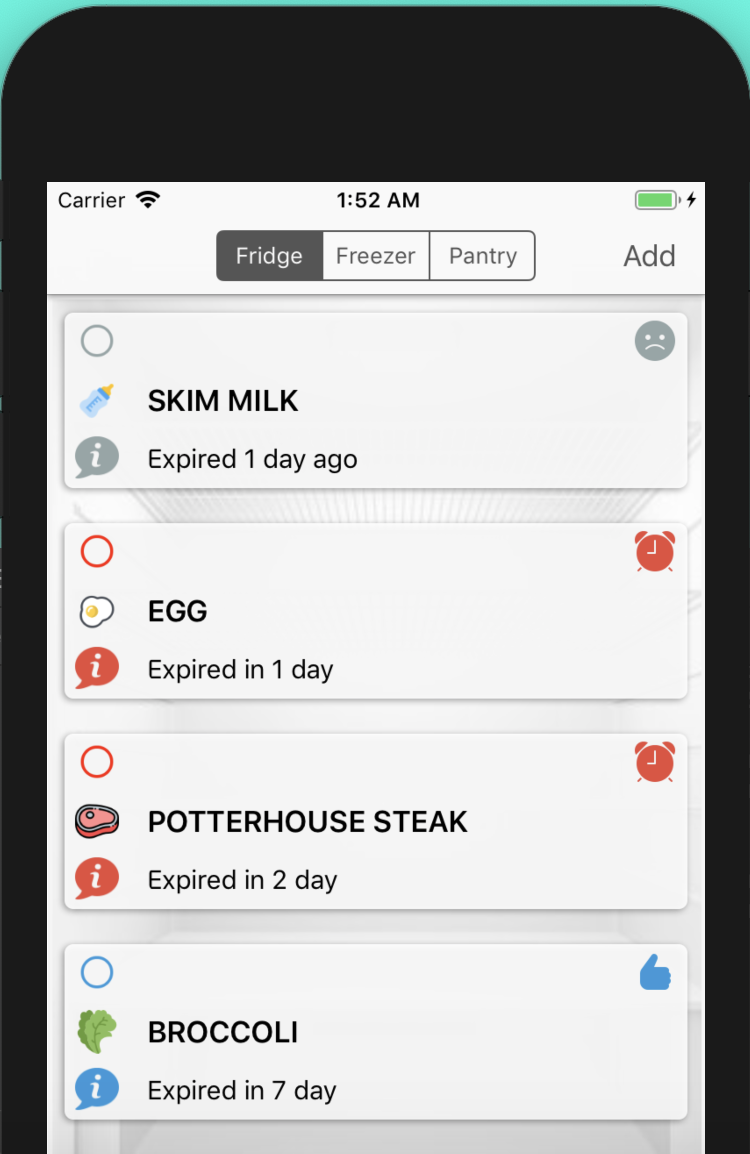 Carrier 1:52 AM
Fridge Freezer Pantry Add
SKIM MILK
i Expired 1 day ago
EGG
i Expired in 1 day
POTTERHOUSE STEAK
i Expired in 2 day
BROCCOLI
i Expired in 7 day